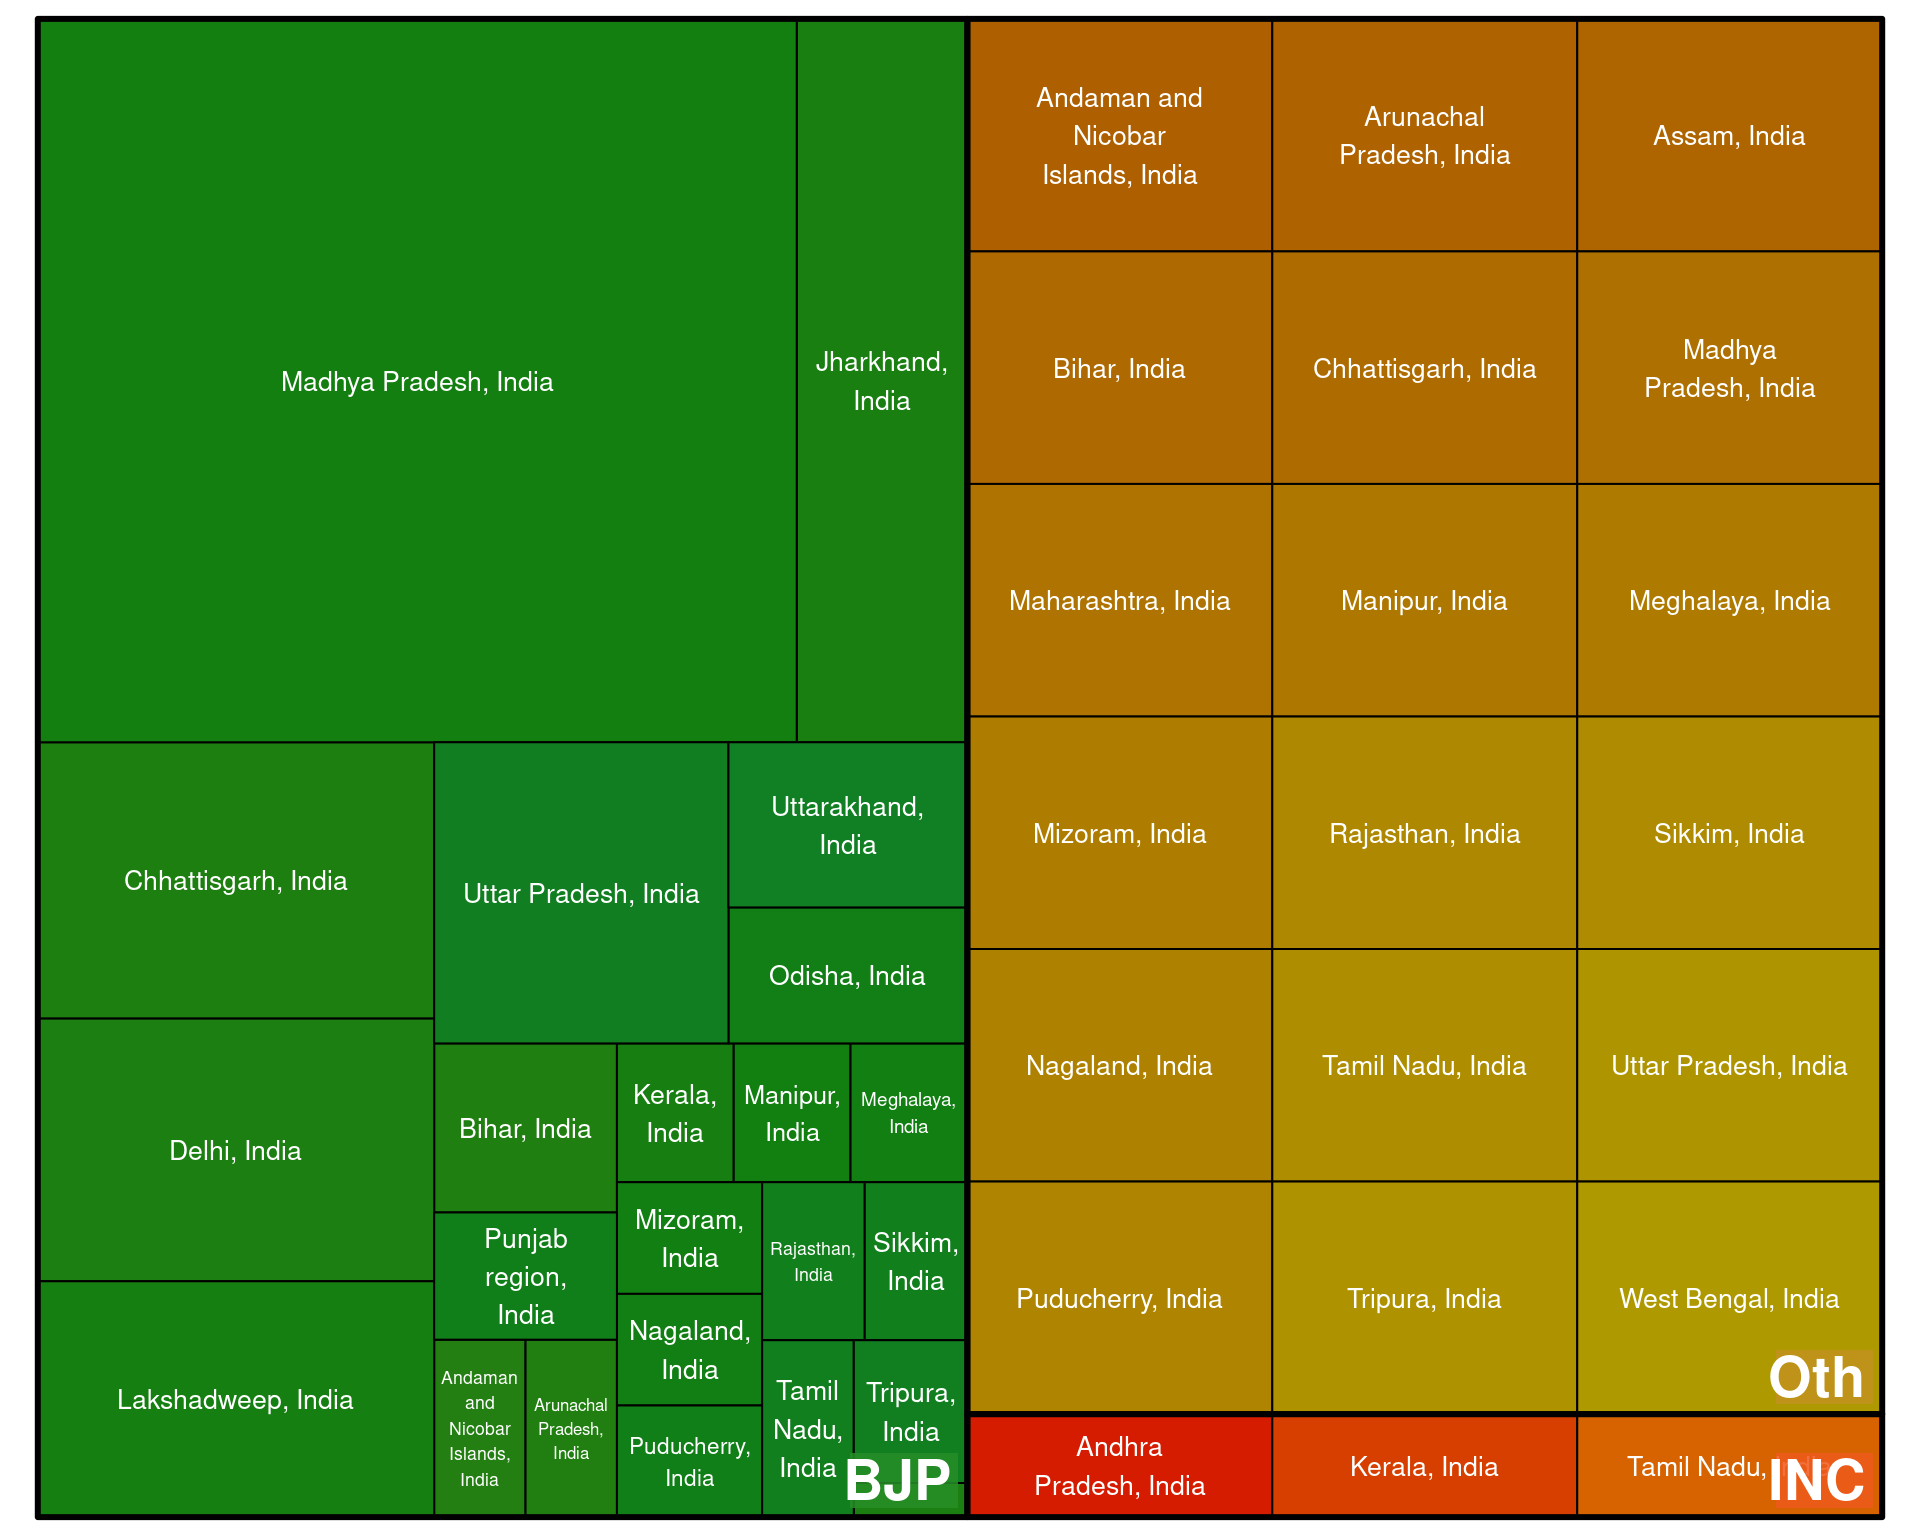 Madhya Pradesh, India
Jharkhand,
India
Chhattisgarh, India
Delhi, India
Lakshadweep, India
Uttar Pradesh, India
Uttarakhand,
India
Odisha, India
Bihar, India
Punjab
region,
India
Andaman
and
Nicobar
Islands,
India
Arunachal
Pradesh,
India
Kerala,
India
Manipur,
India
Meghalaya,
India
Mizoram,
India
Nagaland,
India
Puducherry,
India
Rajasthan,
India
Sikkim,
India
Tamil
Nadu,
India
Tripura,
India
BJP
Andaman and
Nicobar
Islands, India
Arunachal
Pradesh, India
Assam, India
Bihar, India
Chhattisgarh, India
Madhya
Pradesh, India
Maharashtra, India
Manipur, India
Meghalaya, India
Mizoram, India
Rajasthan, India
Sikkim, India
Nagaland, India
Tamil Nadu, India
Uttar Pradesh, India
Puducherry, India
Tripura, India
West Bengal, India
Oth
Andhra
Pradesh, India
Kerala, India
Tamil Nadu,
INC